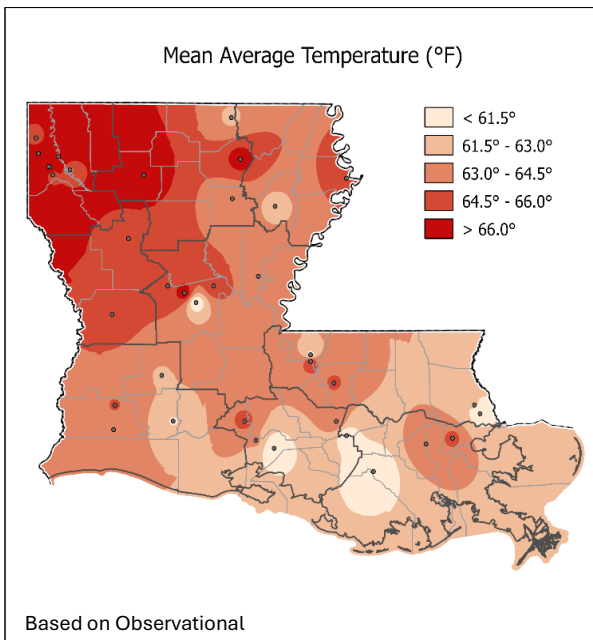 Mean Average Temperature (°F)
< 61.5°
61.5° - 63.0°
63.0° - 64.5°
64.5° - 66.0°
> 66.0°
Based on Observational